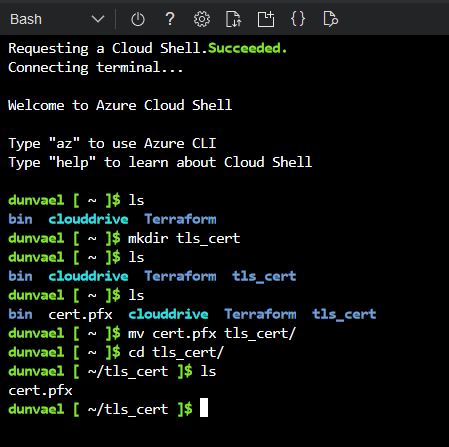 Bash
Requesting a Cloud Shell.Succeeded.
Connecting terminal...
Welcome to Azure Cloud Shell
Type "az" to use Azure CLI
Type "help" to learn about Cloud Shell
dunvael [ ~ ]$ ls
bin  clouddrive  Terraform
dunvael [ ~ ]$ mkdir tls_cert
dunvael [ ~ ]$ ls
bin  clouddrive  Terraform  tls_cert
dunvael [ ~ ]$ ls
bin  cert.pfx  clouddrive  Terraform  tls_cert
dunvael [ ~ ]$ mv cert.pfx tls_cert/
dunvael [ ~ ]$ cd tls_cert/
dunvael [ ~/tls_cert ]$ ls
cert.pfx
dunvael [ ~/tls_cert ]$